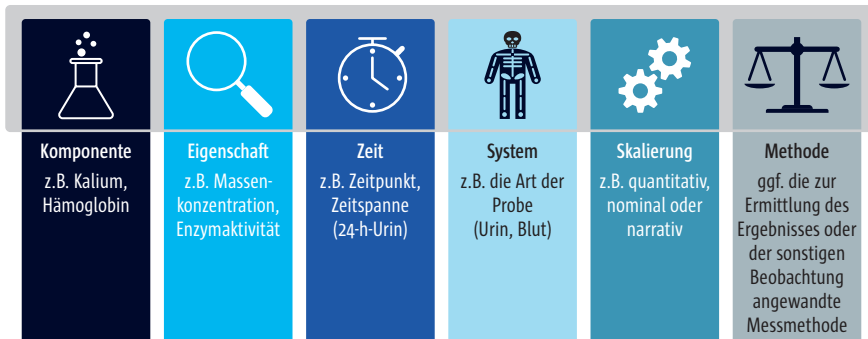 Komponente
z.B. Kalium,
Hämoglobin
Eigenschaft
z.B. Massen-
konzentration,
Enzymaktivität
Zeit
z.B. Zeitpunkt,
Zeitspanne
(24-h-Urin)
System
z.B. die Art der
Probe
(Urin, Blut)
Skalierung
z.B. quantitativ,
nominal oder
narrativ
Methode
ggf. die zur
Ermittlung des
Ergebnisses oder
der sonstigen
Beobachtung
angewandte
Messmethode